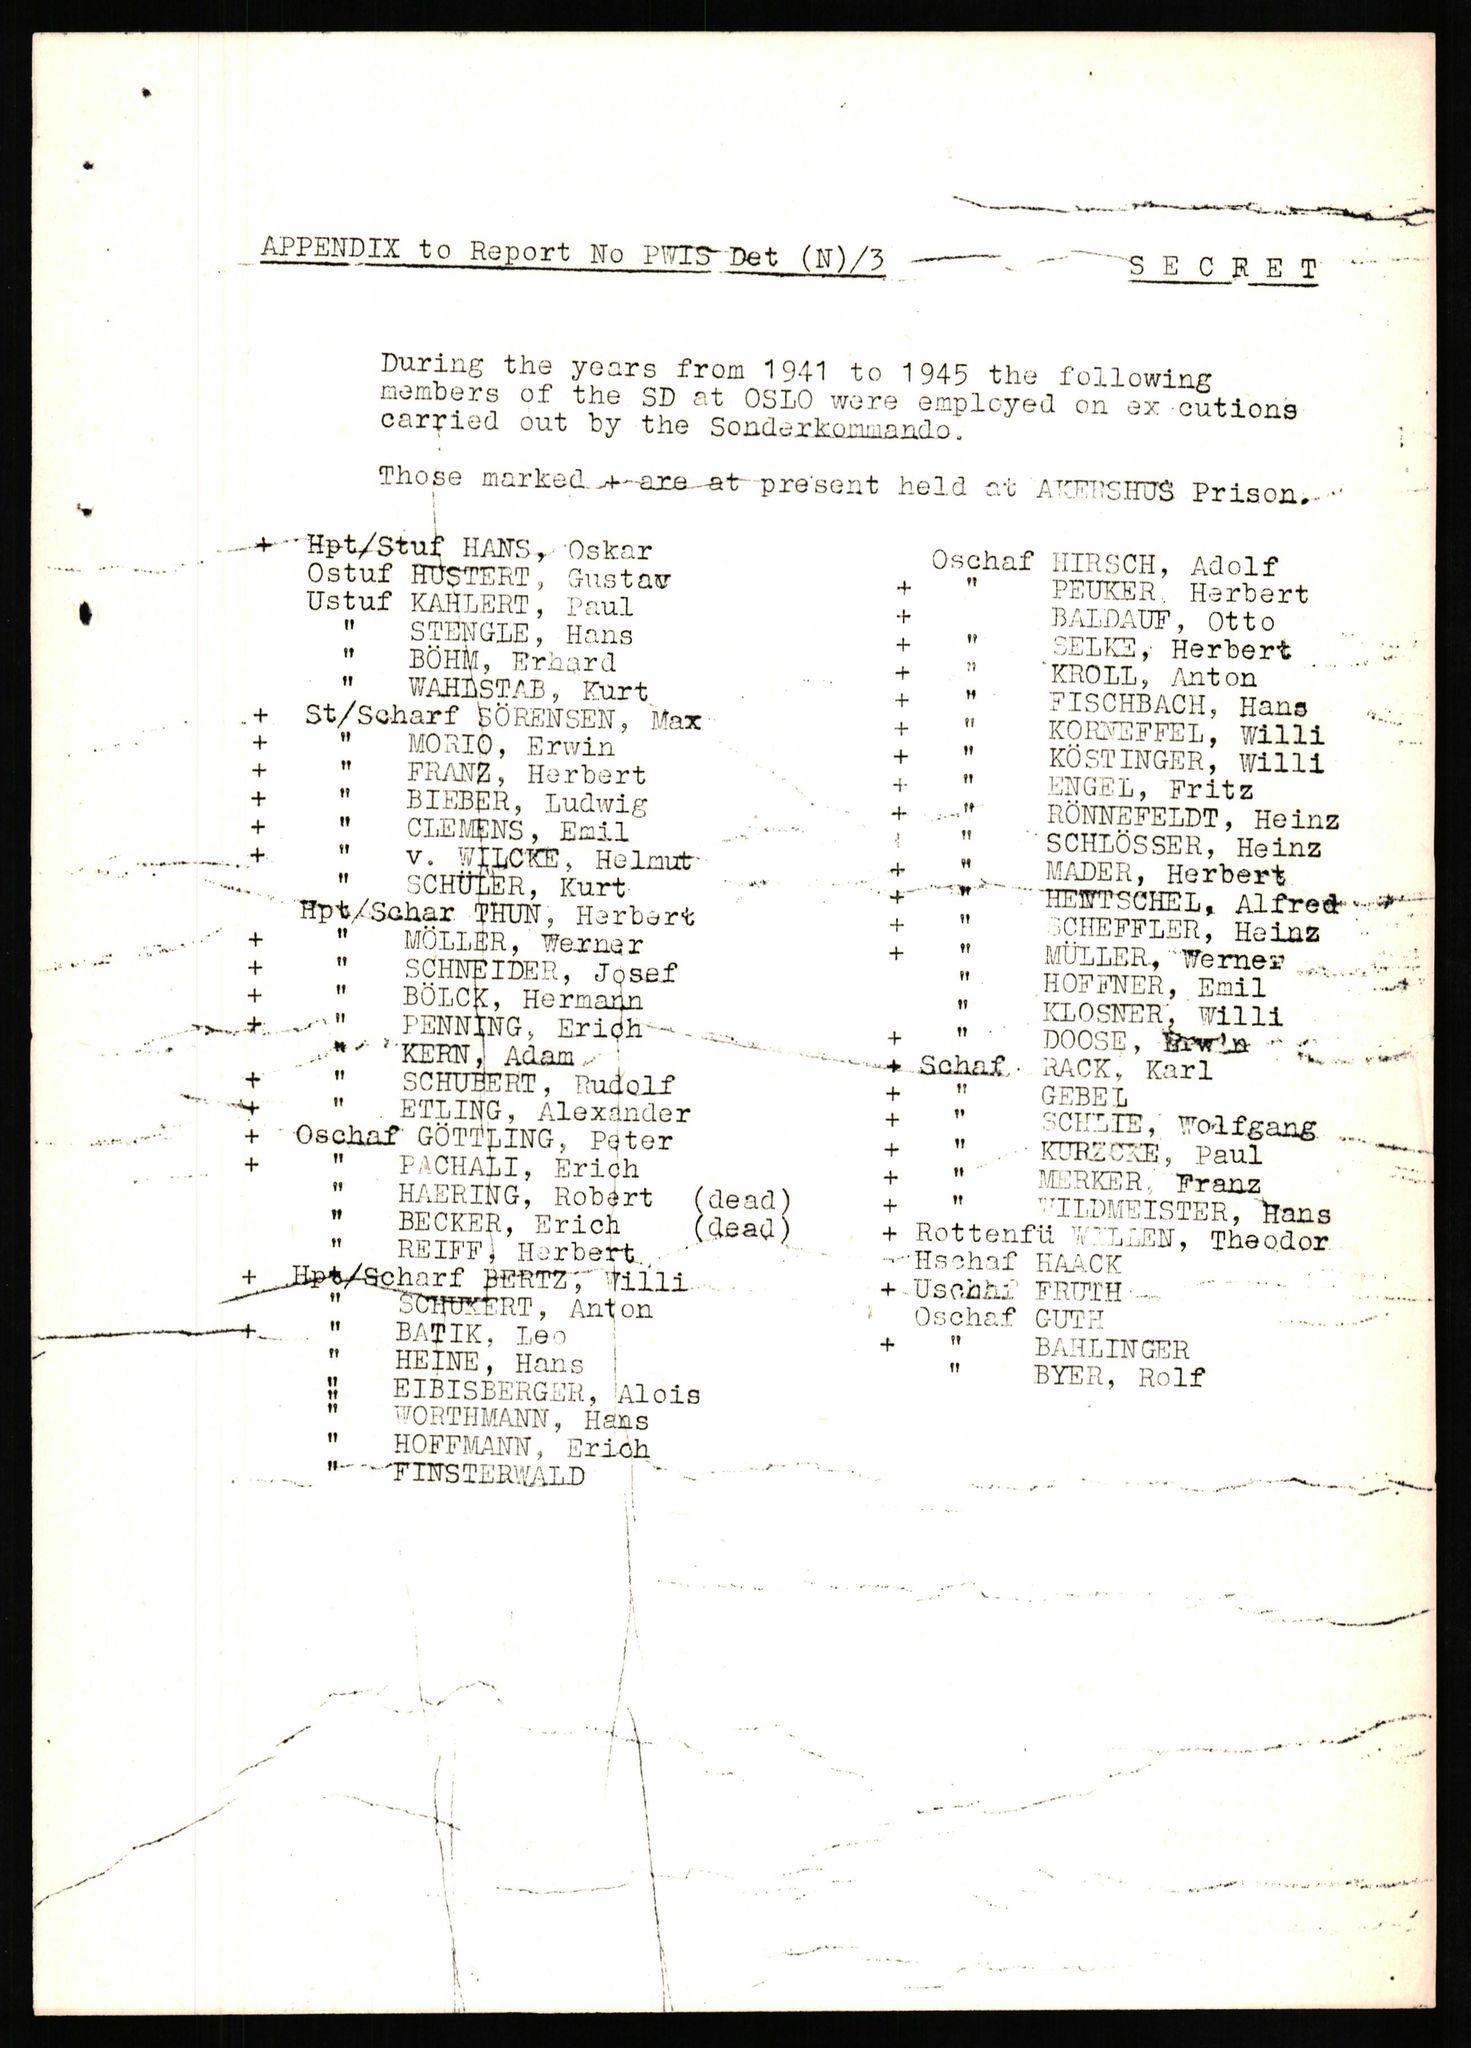 APPENDIX to Report No PWIS Det (N)/3
S E C R E T
During the years from 1941 to 1945 the following
members of the SD at OSLO were employed on ex cutions
carried out by the Sonderkommando.
Those marked + are at present held at AKERSHUS Prison.
+ Hpt/Stuf HANS, Oskar
Ostuf HUSTERT, Gustav
Ustuf KAHLERT, Paul
" STENGLE, Hans
" BÖHM, Erhard
" WAHLSTAB, Kurt
+ St/Scharf SÖRENSEN, Max
+ " MORIO, Erwin
+ " FRANZ, Herbert
+ " BIEBER, Ludwig
+ " CLEMENS, Emil
+ " v. WILCKE, Helmut
" SCHÜLER, Kurt
Hpt/Schar THUN, Herbert
+ " MÖLLER, Werner
+ " SCHNEIDER, Josef
+ " BÖLCK, Hermann
+ " PENNING, Erich
" KERN, Adam
+ " SCHUBERT, Rudolf
+ " ETLING, Alexander
+ Oschaf GÖTTLING, Peter
+ " PACHALI, Erich
" HAERING, Robert (dead)
" BECKER, Erich (dead)
" REIFF, Herbert
+ Hpt/Scharf BERTZ, Willi
" SCHUKERT, Anton
+ " BATIK, Leo
" HEINE, Hans
" EIBISBERGER, Alois
" WORTHMANN, Hans
" HOFFMANN, Erich
" FINSTERWALD
Oschaf HIRSCH, Adolf
+ " PEUKER, Herbert
+ BALDAUF, Otto
+ " SELKE, Herbert
+ " KROLL, Anton
+ " FISCHBACH, Hans
+ " KORNEFFEL, Willi
+ " KÖSTINGER, Willi
+ " ENGEL, Fritz
+ " RÖNNEFELDT, Heinz
" SCHLÖSSER, Heinz
+ " MADER, Herbert
+ " HENTSCHEL, Alfred
+ " SCHEFFLER, Heinz
+ " MÜLLER, Werner
" HOFFNER, Emil
" KLOSNER, Willi
+ " DOOSE, Erw'n
+ Schaf RACK, Karl
+ " GEBEL
+ " SCHLIE, Wolfgang
+ " KURZCKE, Paul
+ " MERKER, Franz
+ " WILDMEISTER, Hans
+ Rottenfü WILLEN, Theodor
Hschaf HAACK
+ Uschaf FRUTH
Oschaf GUTH
+ " BAHLINGER
" BYER, Rolf